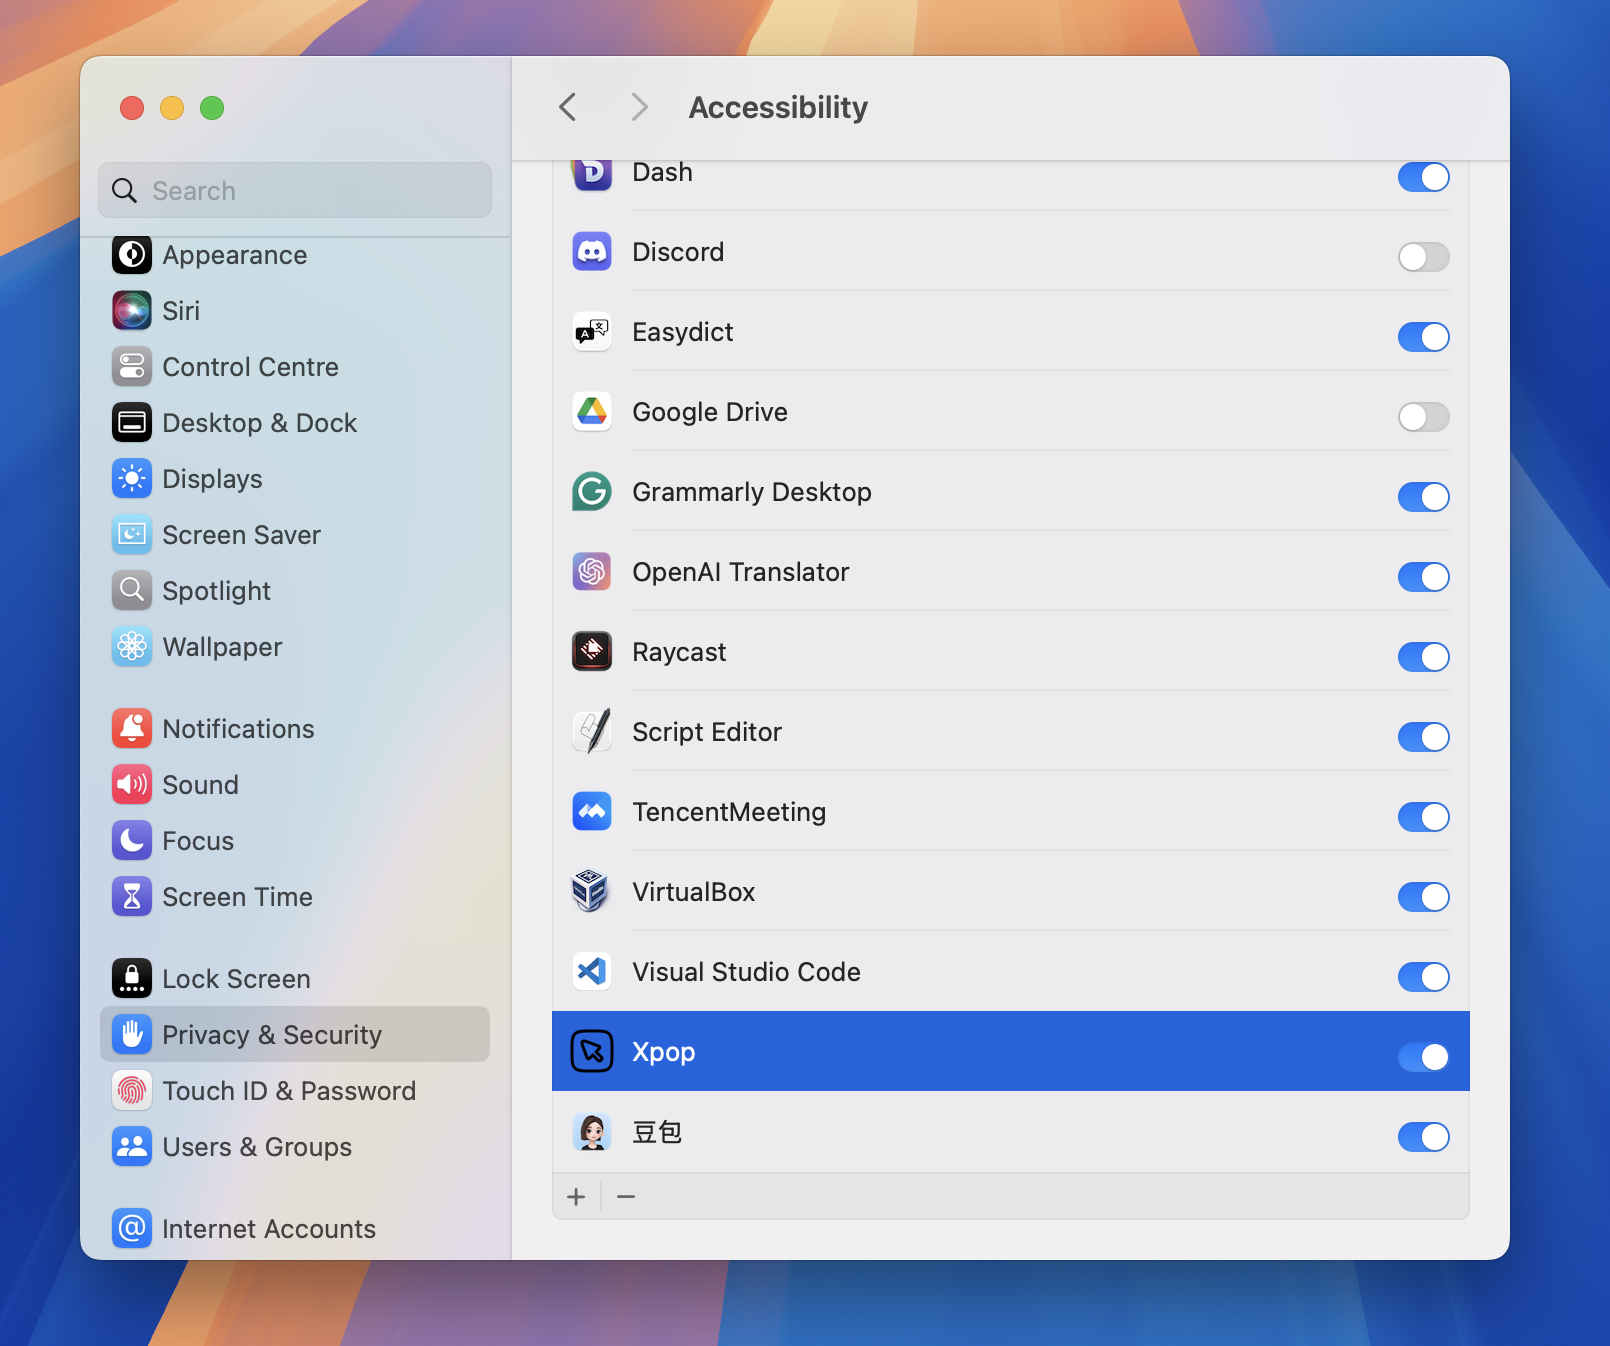 Search
Appearance
Siri
Control Centre
Desktop & Dock
Displays
Screen Saver
Spotlight
Wallpaper
Notifications
Sound
Focus
Screen Time
Lock Screen
Privacy & Security
Touch ID & Password
Users & Groups
Internet Accounts
Accessibility
Dash
Discord
Easydict
Google Drive
Grammarly Desktop
OpenAI Translator
Raycast
Script Editor
TencentMeeting
VirtualBox
Visual Studio Code
Xpop
豆包